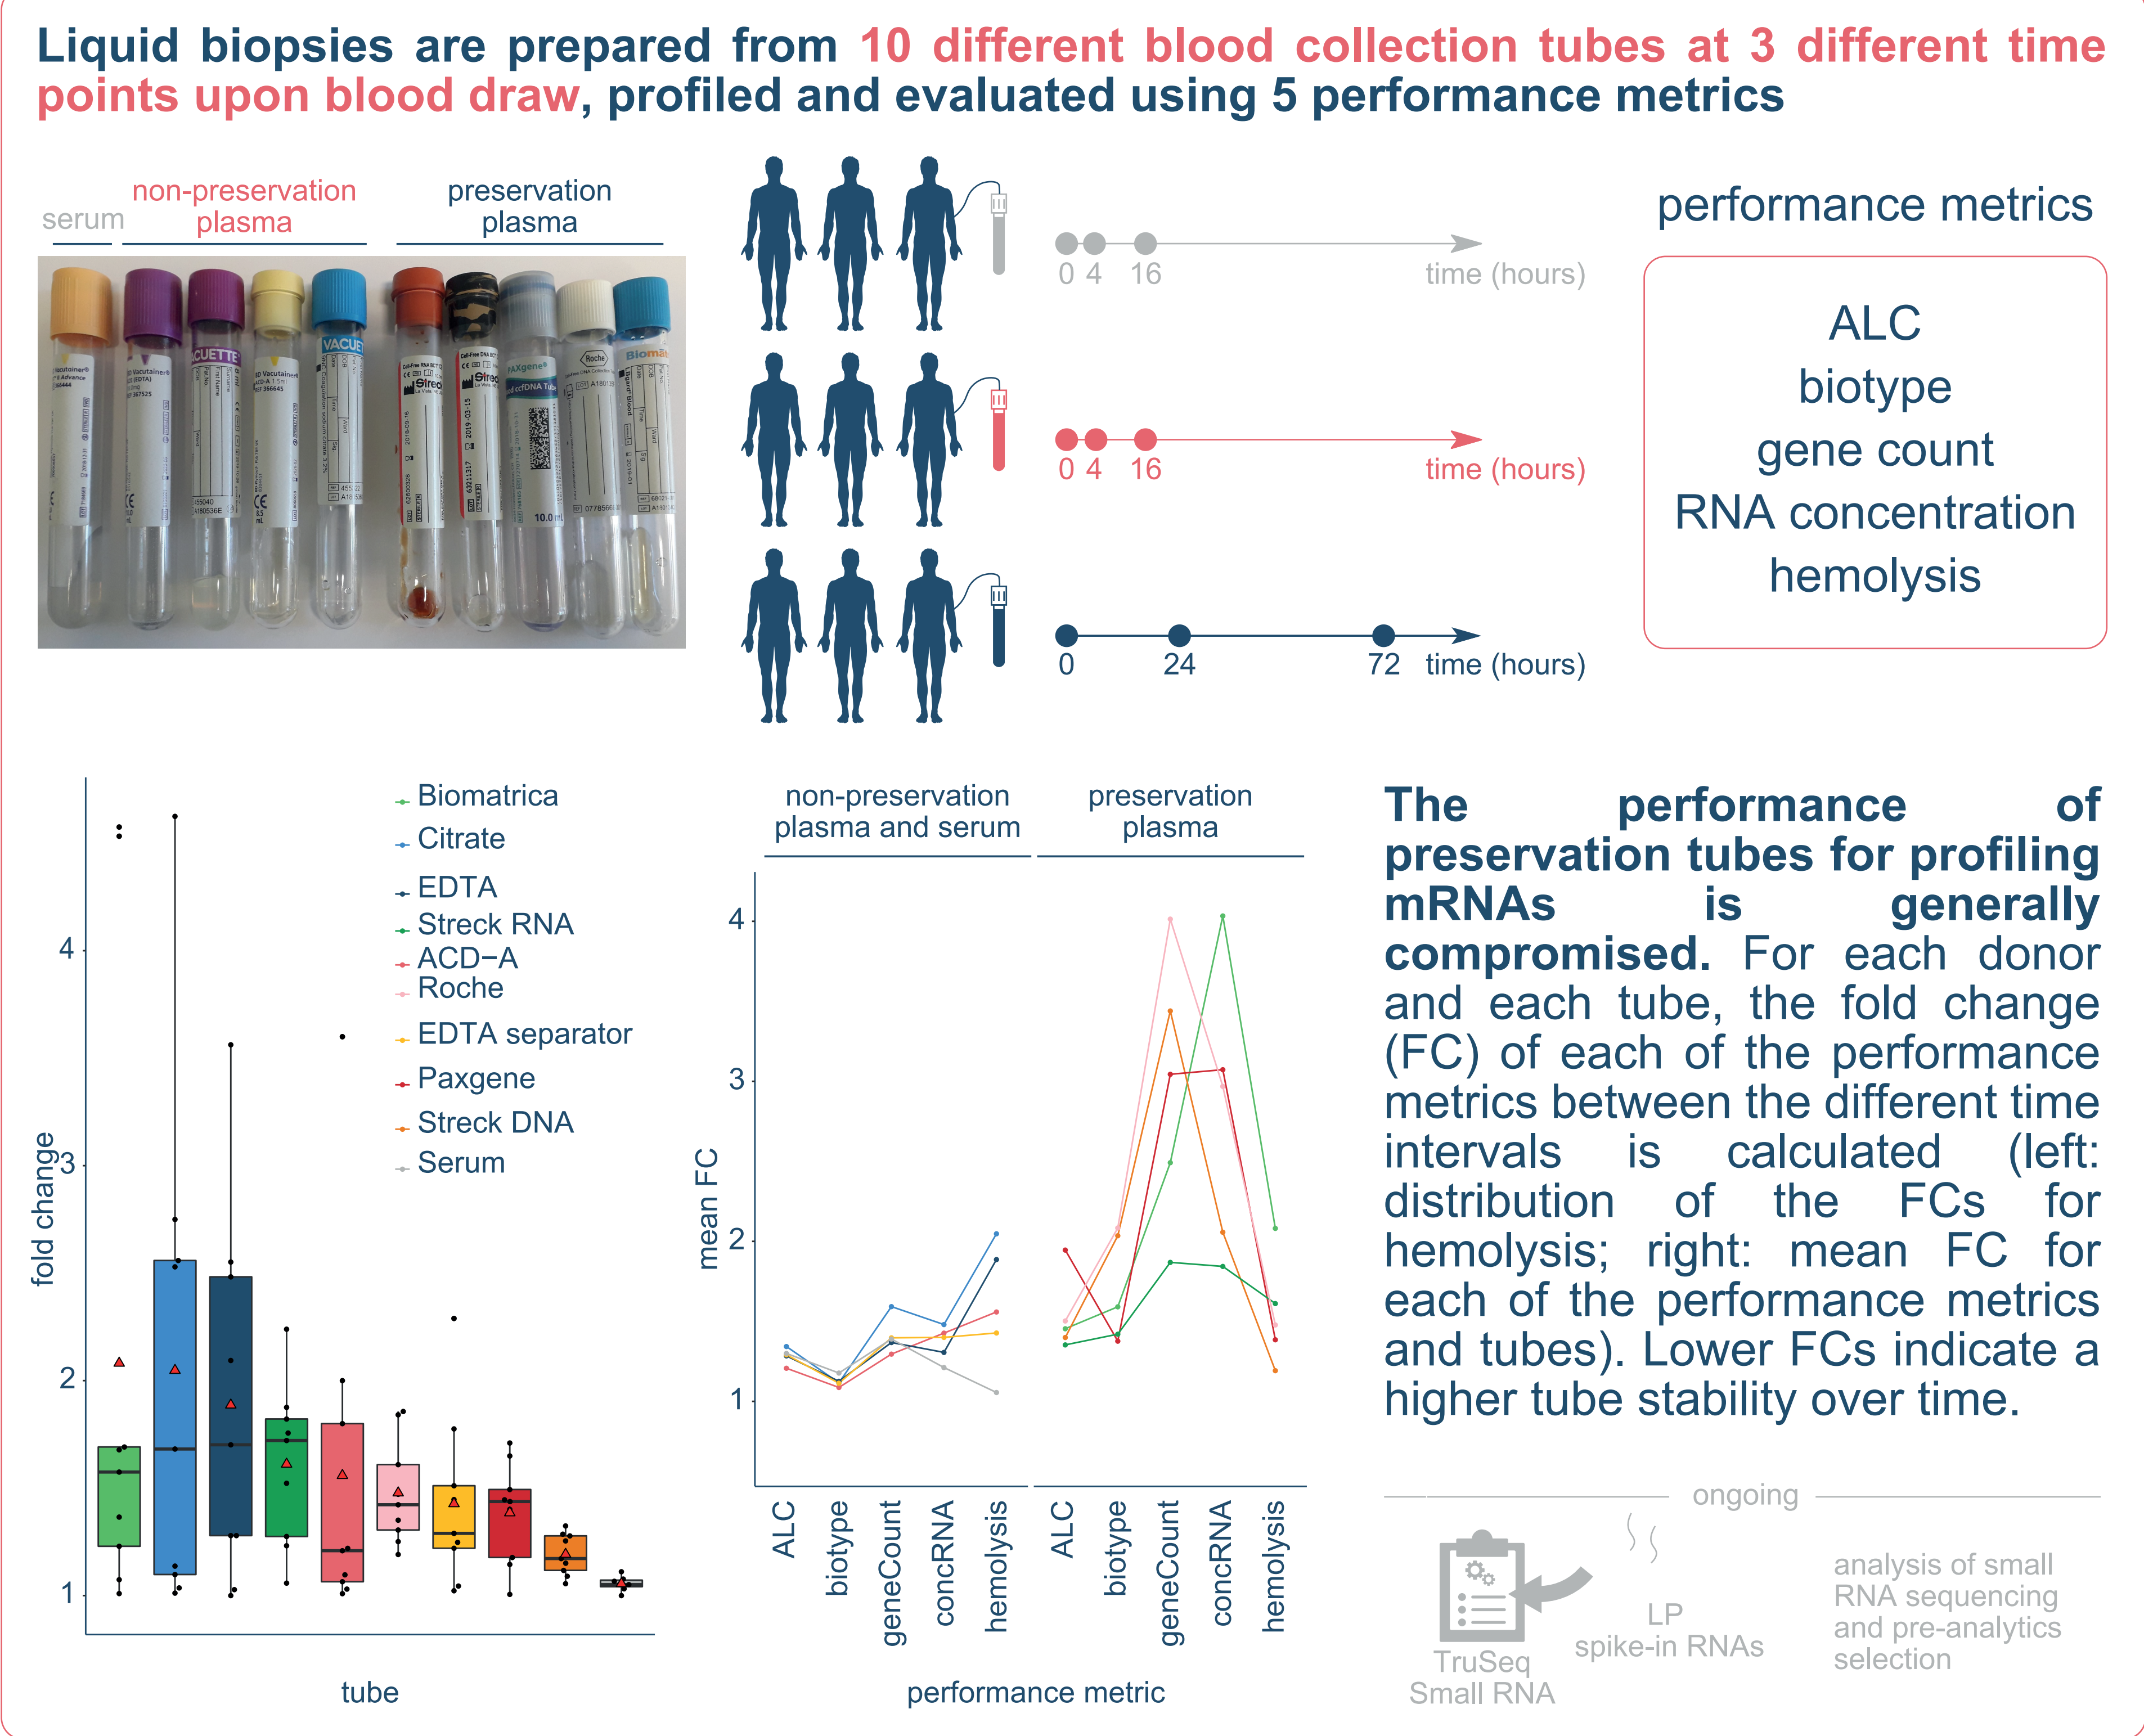 Liquid biopsies are prepared from 10 different blood collection tubes at 3 different time
points upon blood draw, profiled and evaluated using 5 performance metrics
serum
non-preservation
plasma
preservation
plasma
ACUETTE
VACUET
Streck
Streck
PAXgene®
Roche
Biomat
10.0 m
0 4 16 time (hours)
0 4 16 time (hours)
0 24 72 time (hours)
performance metrics
ALC
biotype
gene count
RNA concentration
hemolysis
fold change
4
3
2
1
tube
Biomatrica
Citrate
EDTA
Streck RNA
ACD−A
Roche
EDTA separator
Paxgene
Streck DNA
Serum
non-preservation
plasma and serum
preservation
plasma
mean FC
4
3
2
1
ALC
biotype
geneCount
concRNA
hemolysis
ALC
biotype
geneCount
concRNA
hemolysis
performance metric
The performance of
preservation tubes for profiling
mRNAs is generally
compromised. For each donor
and each tube, the fold change
(FC) of each of the performance
metrics between the different time
intervals is calculated (left:
distribution of the FCs for
hemolysis; right: mean FC for
each of the performance metrics
and tubes). Lower FCs indicate a
higher tube stability over time.
ongoing
TruSeq
Small RNA
LP
spike-in RNAs
analysis of small
RNA sequencing
and pre-analytics
selection